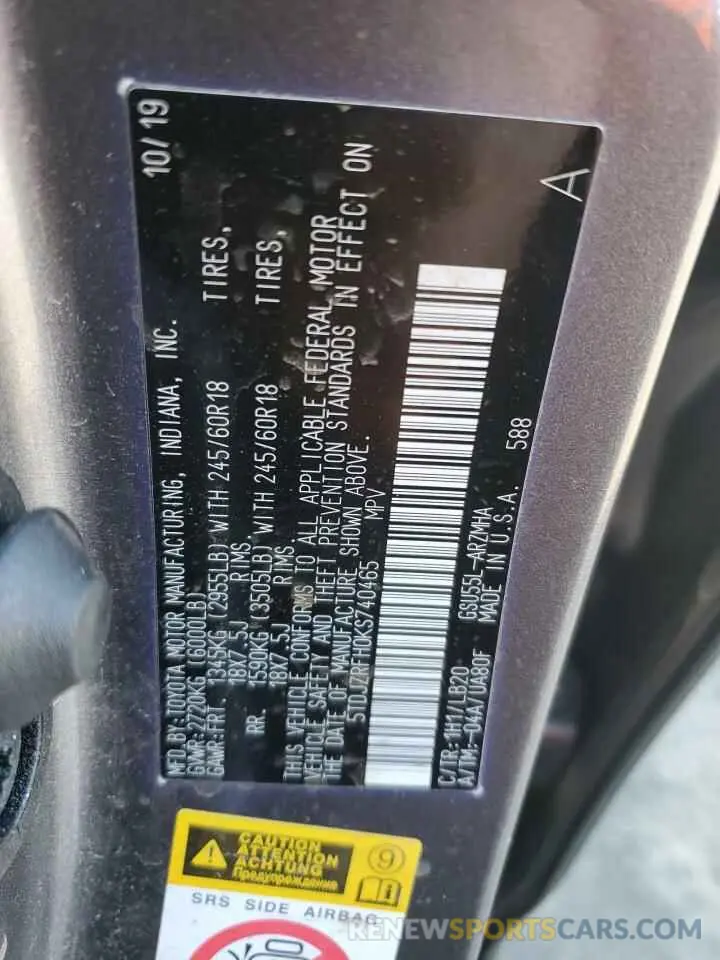 MFD.BY:TOYOTA MOTOR MANUFACTURING, INDIANA, INC. 10/19
GVWR:2720KG (6000LB)
GAWR:FRT 1345KG (2955LB) WITH 245/60R18 TIRES,
18X7.5J RIMS.
RR. 1590KG (3505LB) WITH 245/60R18 TIRES,
18X7.5J RIMS
THIS VEHICLE CONFORMS TO ALL APPLICABLE FEDERAL MOTOR
VEHICLE SAFETY AND THEFT PREVENTION STANDARDS IN EFFECT ON
THE DATE OF MANUFACTURE SHOWN ABOVE.
5TDJZRFH0KS740465 MPV
A
C/TR:1H1/LB20 GSU55L-ARZMHA
A/TM:-04A/UA80F MADE IN U.S.A. 588
CAUTION
ATTENTION
ACHTUNG
Предупреждение
9
SRS SIDE AIRBAG
RENEWSPORTSCARS.COM